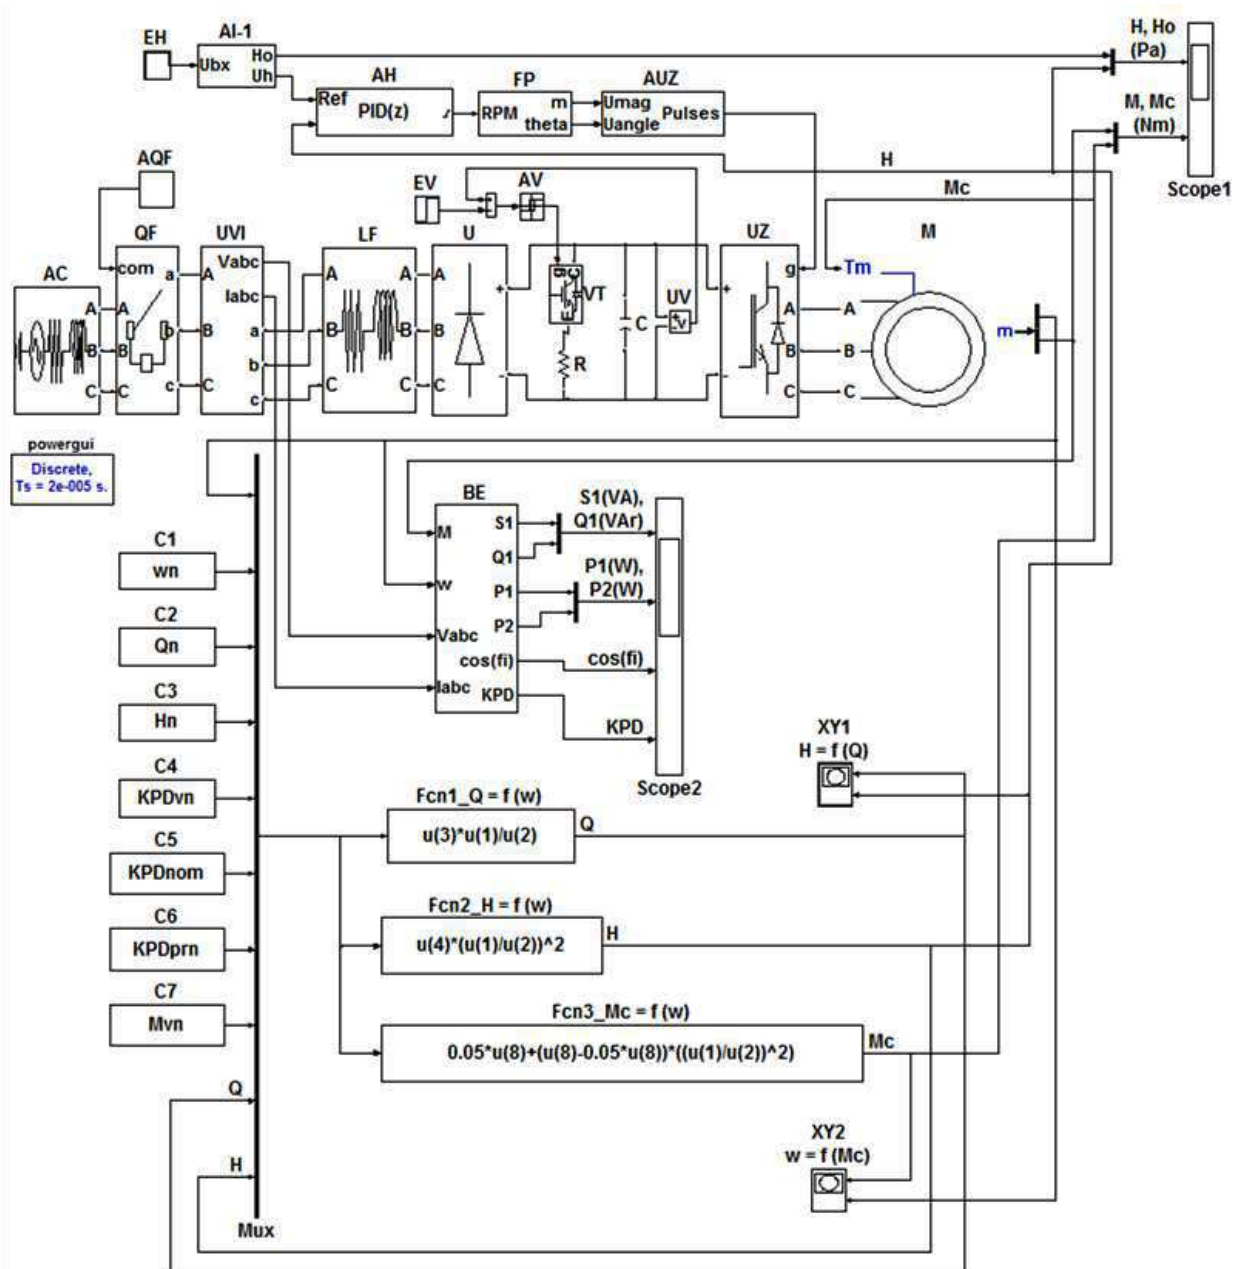 EH
AI-1
Ubx
Ho
Uh
H, Ho
(Pa)
AH
Ref
PID(z)
FP
RPM
m
theta
AUZ
Umag
Uangle
Pulses
M, Mc
(Nm)
Scope1
H
Mc
AQF
EV
AV
AC
A
B
C
QF
com
A
B
C
a
b
c
UVI
A
B
C
Vabc
Iabc
a
b
c
LF
A
B
C
A
B
C
U
A
B
C
+
-
g
C
E
VT
R
C
UV
v
+
-
UZ
+
-
g
A
B
C
M
Tm
A
B
C
m
powergui
Discrete,
Ts = 2e-005 s.
BE
M
w
Vabc
Iabc
S1
Q1
P1
P2
cos(fi)
KPD
S1(VA),
Q1(VAr)
P1(W),
P2(W)
cos(fi)
KPD
Scope2
C1
wn
C2
Qn
C3
Hn
C4
KPDvn
C5
KPDnom
C6
KPDprn
C7
Mvn
Q
H
Mux
XY1
H = f (Q)
Fcn1_Q = f (w)
u(3)*u(1)/u(2)
Q
Fcn2_H = f (w)
u(4)*(u(1)/u(2))^2
H
Fcn3_Mc = f (w)
0.05*u(8)+(u(8)-0.05*u(8))*((u(1)/u(2))^2)
Mc
XY2
w = f (Mc)